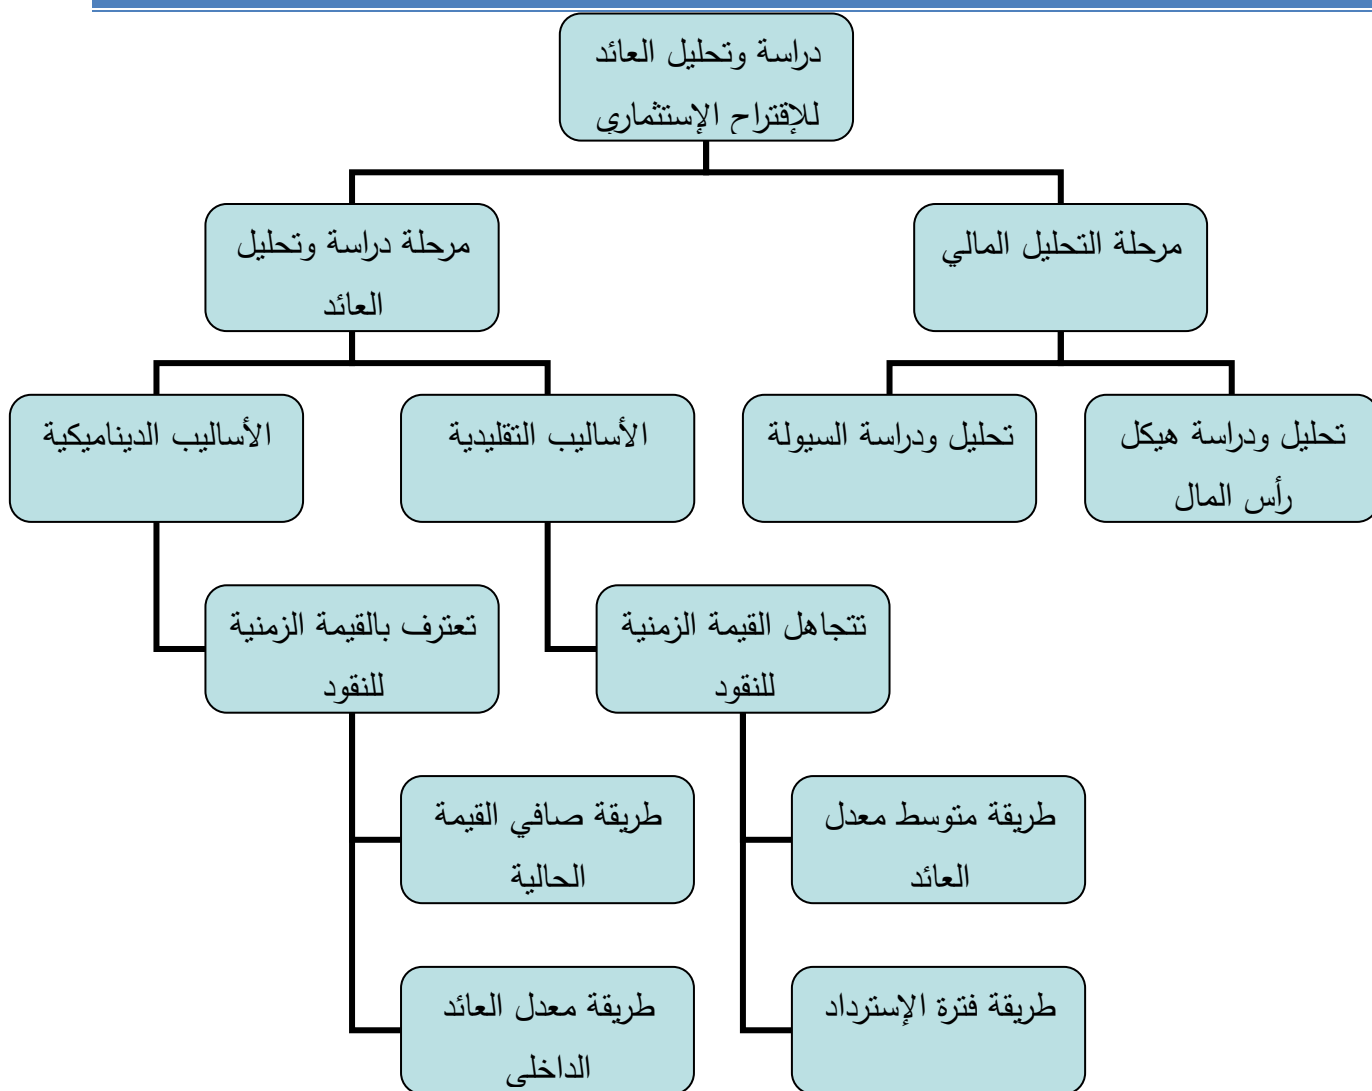 دراسة وتحليل العائد
للإقتراح الإستثماري
مرحلة التحليل المالي
مرحلة دراسة وتحليل
العائد
تحليل ودراسة هيكل
رأس المال
تحليل ودراسة السيولة
الأساليب التقليدية
الأساليب الديناميكية
تتجاهل القيمة الزمنية
للنقود
تعترف بالقيمة الزمنية
للنقود
طريقة متوسط معدل
العائد
طريقة صافي القيمة
الحالية
طريقة فترة الإسترداد
طريقة معدل العائد
الداخلي